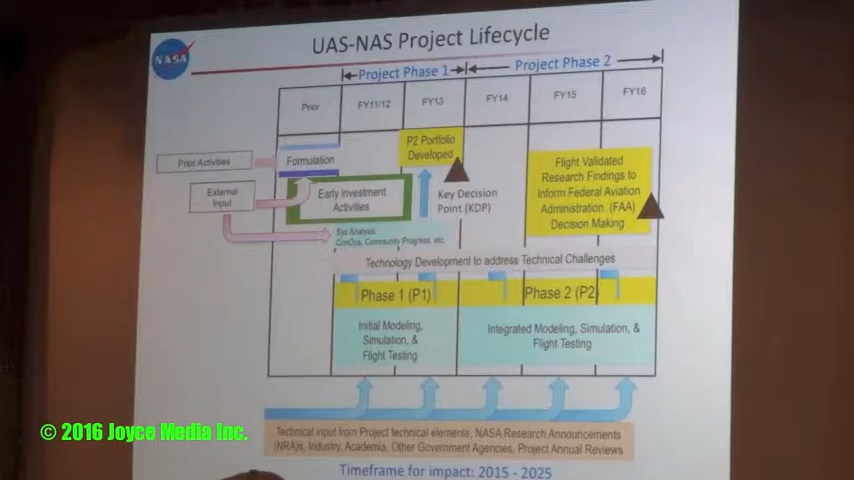 NASA
UAS-NAS Project Lifecycle
Project Phase 1
Project Phase 2
Prior
FY11/12
FY13
FY14
FY15
FY16
P2 Portfolio
Developed
Prior Activities
Formulation
External
Input
Early investment
Activities
Key Decision
Point (KDP)
Flight Validated
Research Findings to
Inform Federal Aviation
Administration (FAA)
Decision Making
Sys Analysis
ConOps, Community Progress, etc.
Technology Development to address Technical Challenges
Phase 1 (P1)
Phase 2 (P2)
Initial Modeling,
Simulation, &
Flight Testing
Integrated Modeling, Simulation, &
Flight Testing
Technical input from Project technical elements, NASA Research Announcements
(NRA)s, Industry, Academia, Other Government Agencies, Project Annual Reviews
Timeframe for impact: 2015 - 2025
© 2016 Joyce Media Inc.